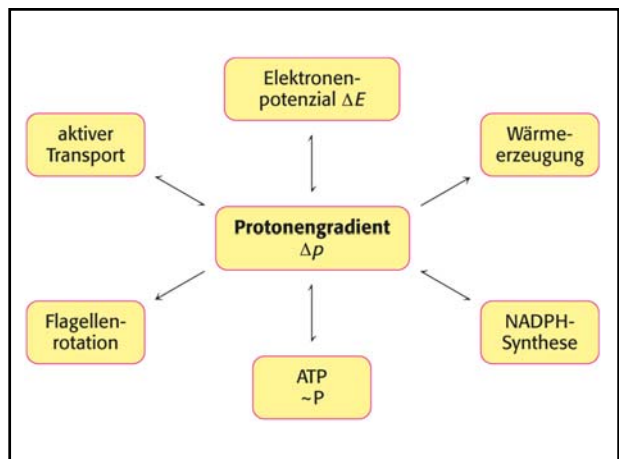 Elektronen-
potenzial ΔE
aktiver
Transport
Wärme-
erzeugung
Protonengradient
Δp
Flagellen-
rotation
NADPH-
Synthese
ATP
~P